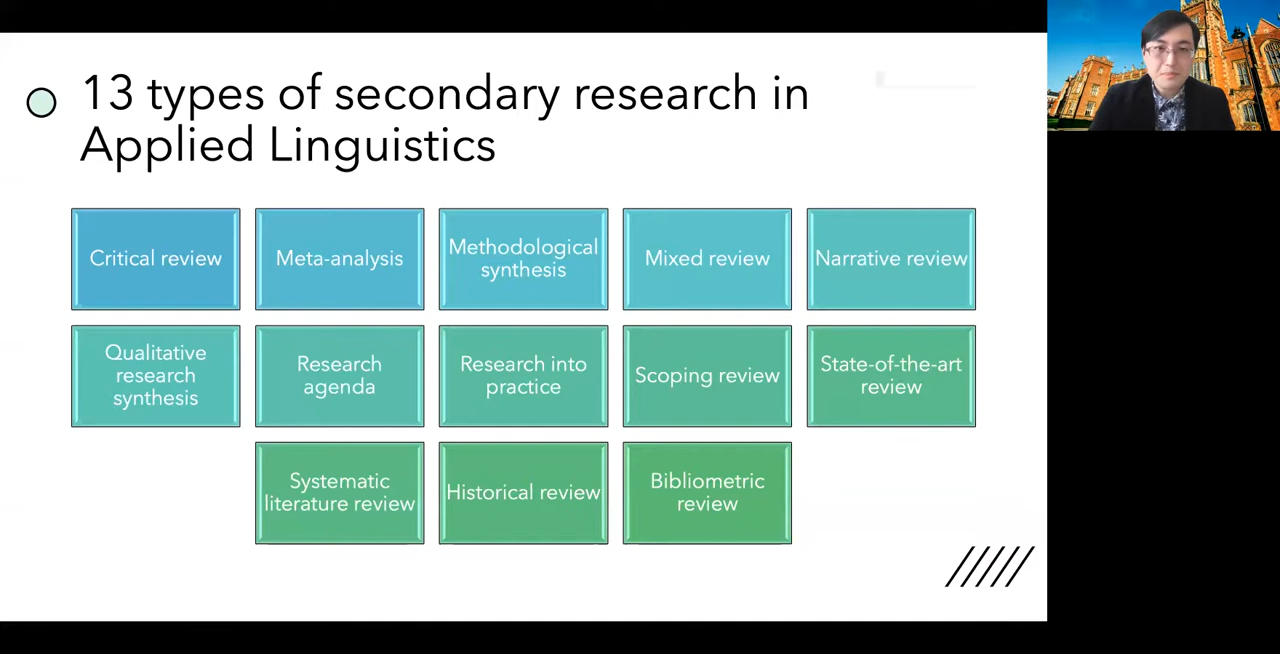 13 types of secondary research in
Applied Linguistics
Critical review
Meta-analysis
Methodological
synthesis
Mixed review
Narrative review
Qualitative
research
synthesis
Research
agenda
Research into
practice
Scoping review
State-of-the-art
review
Systematic
literature review
Historical review
Bibliometric
review